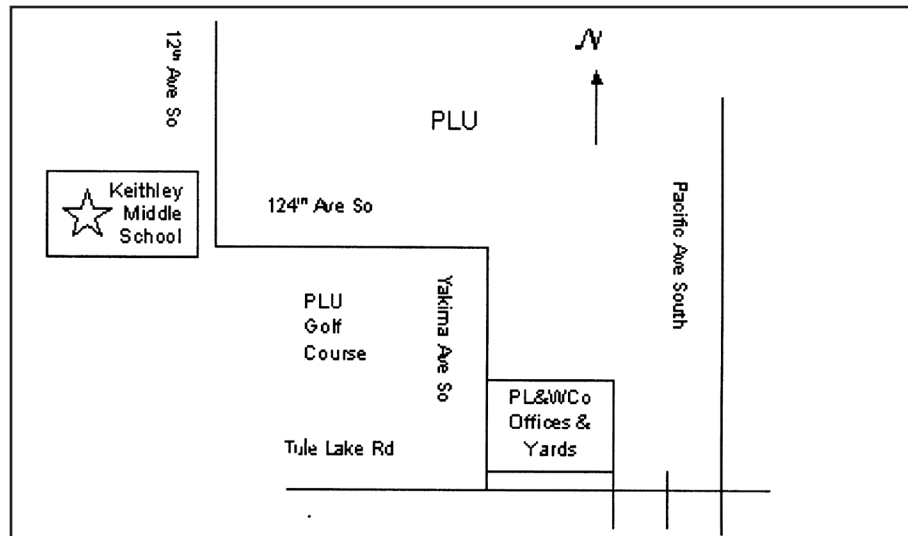 12th Ave So
N
PLU
Keithley
Middle
School
124th Ave So
Pacific Ave South
PLU
Golf
Course
Yakima Ave So
PL&WCo
Offices &
Yards
Tule Lake Rd